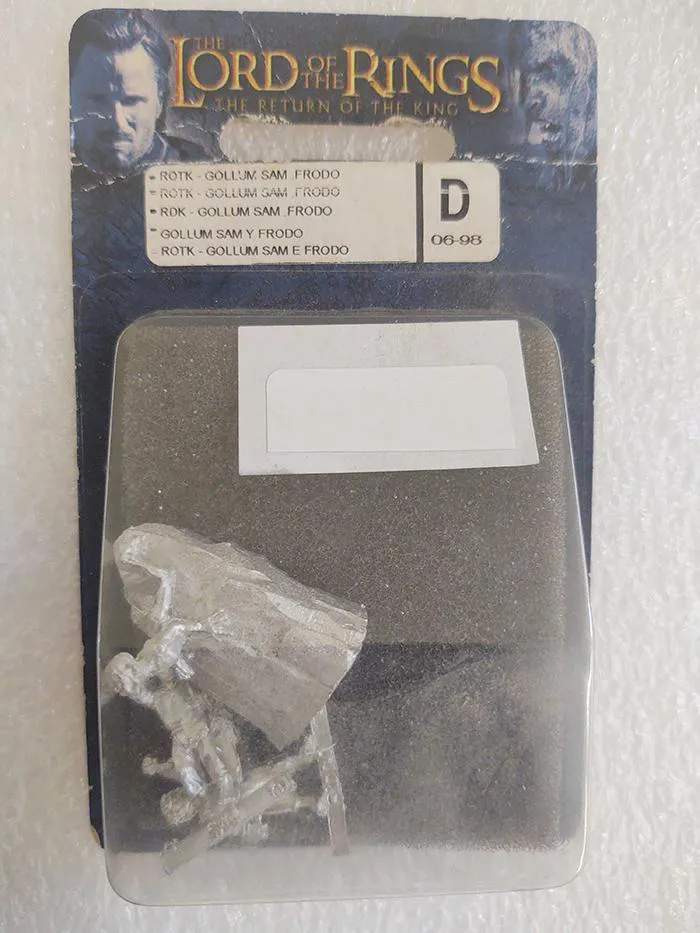 THE
LORD OF THE RINGS
THE RETURN OF THE KING
ROTK - GOLLUM SAM ,FRODO
ROTK - GOLLUM SAM ,FRODO
RDK - GOLLUM SAM ,FRODO
GOLLUM SAM Y FRODO
ROTK - GOLLUM SAM E FRODO
D
06-98